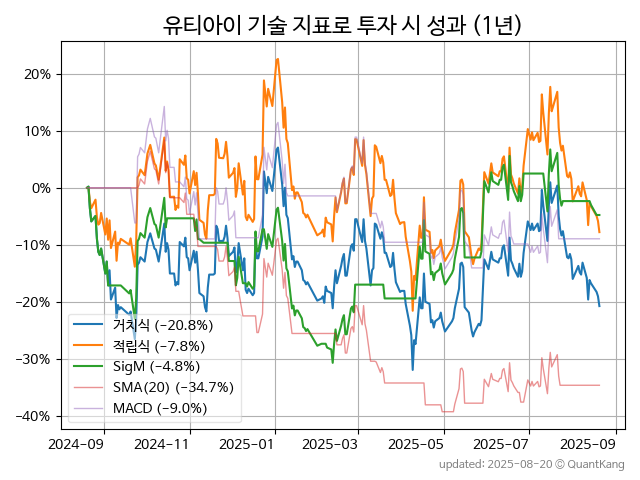 유티아이 기술 지표로 투자 시 성과 (1년)
20%
10%
0%
−10%
−20%
−30%
−40%
거치식 (−20.8%)
적립식 (−7.8%)
SigM (−4.8%)
SMA(20) (−34.7%)
MACD (−9.0%)
2024-09 2024-11 2025-01 2025-03 2025-05 2025-07 2025-09
updated: 2025-08-20 © QuantKang